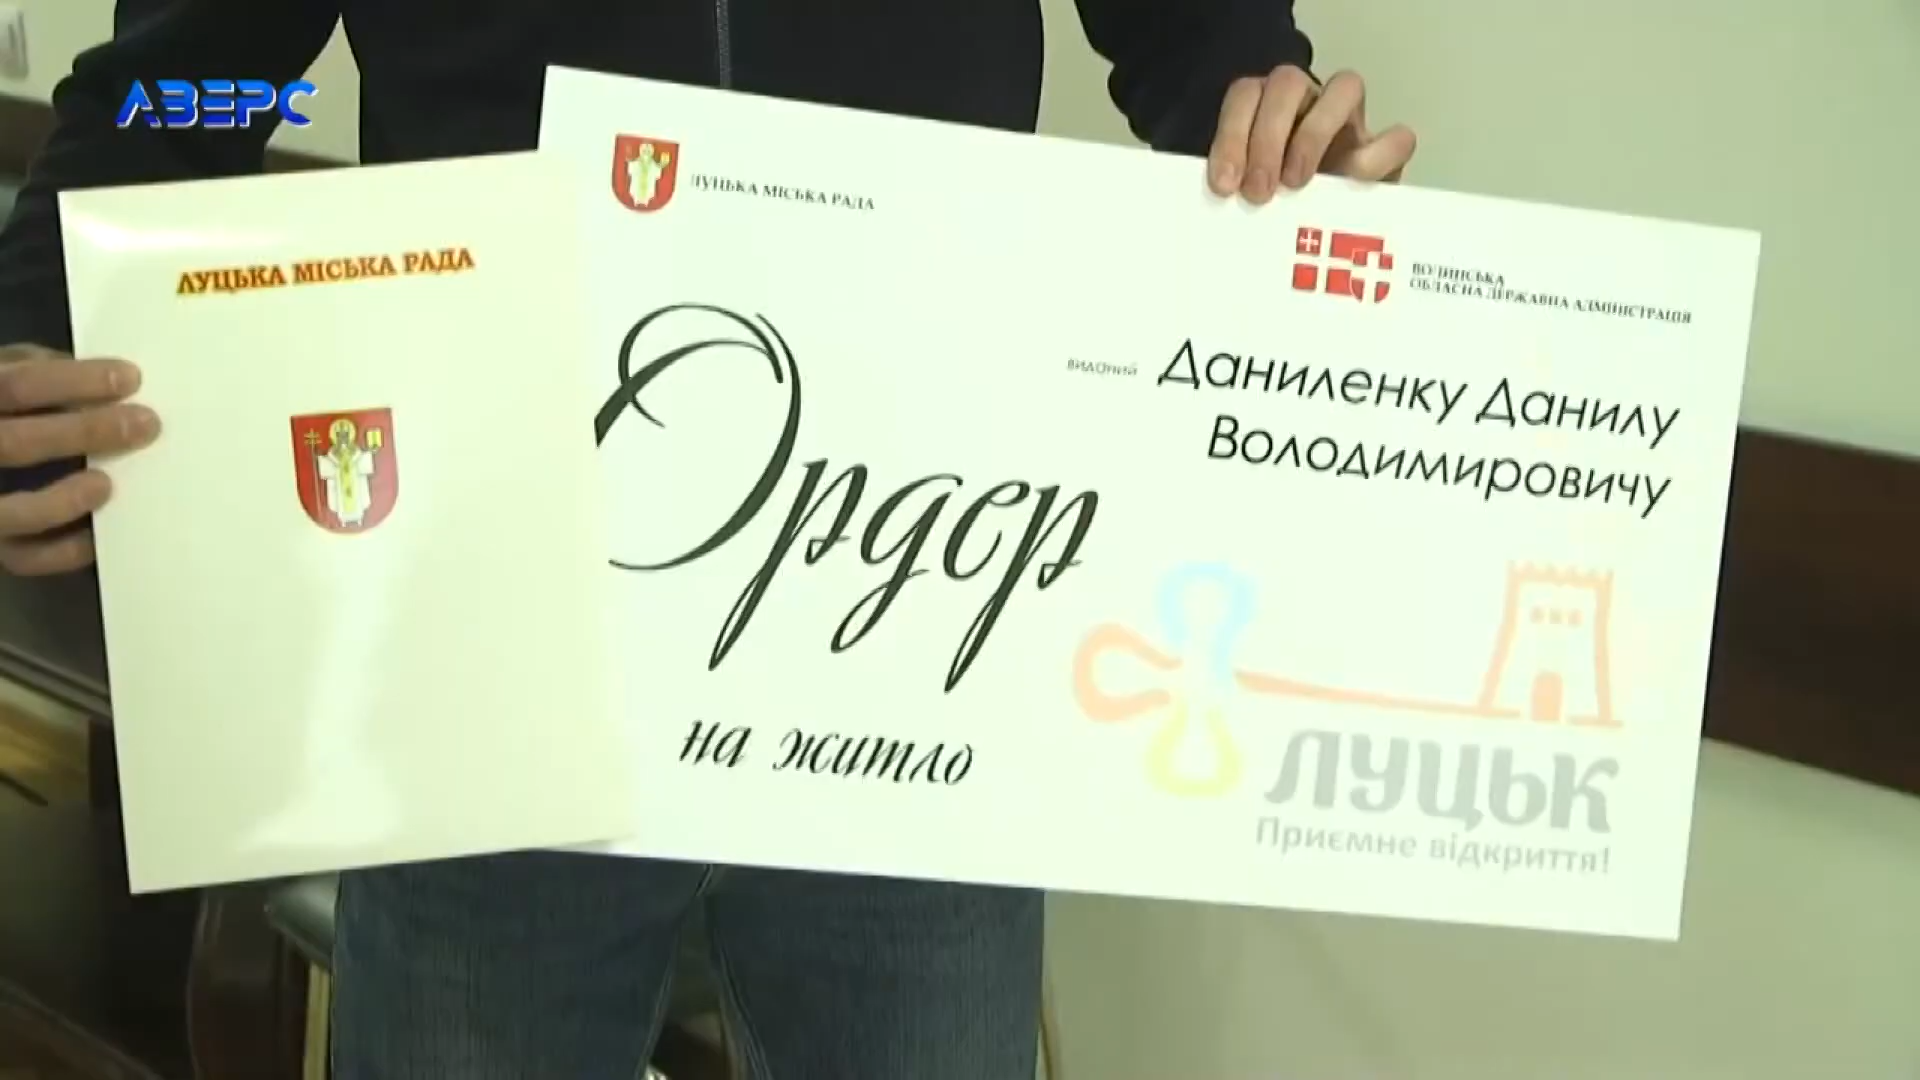 АВЕРС
ЛУЦЬКА МІСЬКА РАДА
ЛУЦЬКА МІСЬКА РАДА
ВОЛИНСЬКА
ОБЛАСНА ДЕРЖАВНА АДМІНІСТРАЦІЯ
виданий Даниленку Данилу
Володимировичу
Ордер
на житло
ЛУЦЬК
Приємне відкриття!